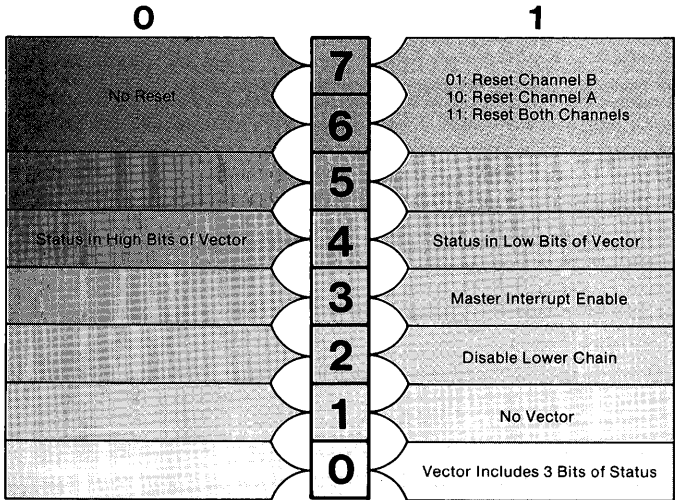 0
1
7
No Reset
01: Reset Channel B
10: Reset Channel A
11: Reset Both Channels
6
5
Status in High Bits of Vector
4
Status in Low Bits of Vector
3
Master Interrupt Enable
2
Disable Lower Chain
1
No Vector
0
Vector Includes 3 Bits of Status